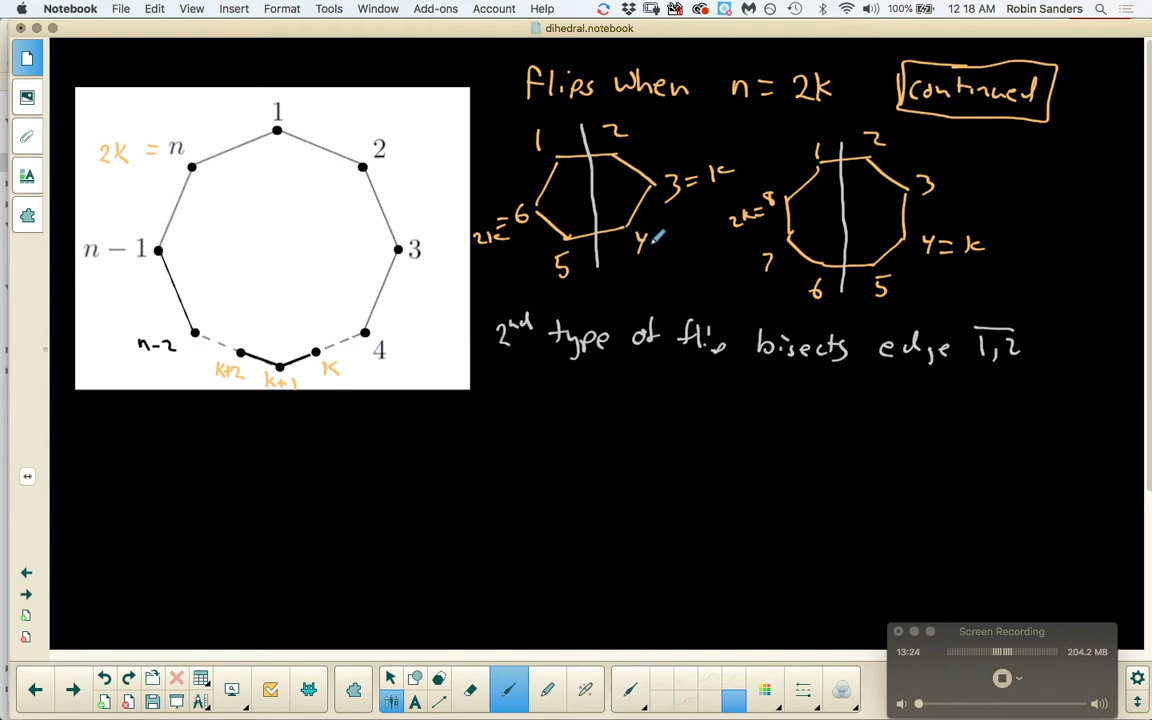 Notebook File Edit View Insert Format Tools Window Add-ons Account Help 100% 12:18 AM Robin Sanders
dihedral.notebook
flips when n = 2k continued
1
2K = n
2
n − 1
3
n-2
4
k+2
k+1
K
1 2
3 = K
2K = 6
4
5
1 2
3
2K = 8
4 = K
7
6 5
2nd type of flip bisects edge 1,2
Screen Recording
13:24 204.2 MB
A